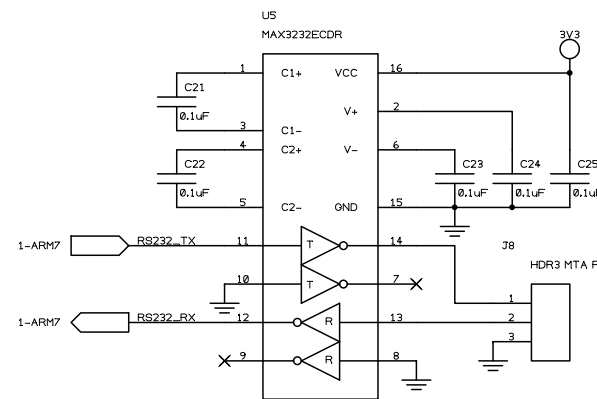 U5
MAX3232ECDR
3V3
1 C1+ VCC 16
C21
0.1uF
V+ 2
3 C1-
4 C2+ V- 6
C22
0.1uF
C23
0.1uF
C24
0.1uF
C25
0.1uF
5 C2- GND 15
1-ARM7 RS232_TX 11 T 14
J8
10 T 7
HDR3 MTA
1-ARM7 RS232_RX 12 R 13
9 R 8
1
2
3